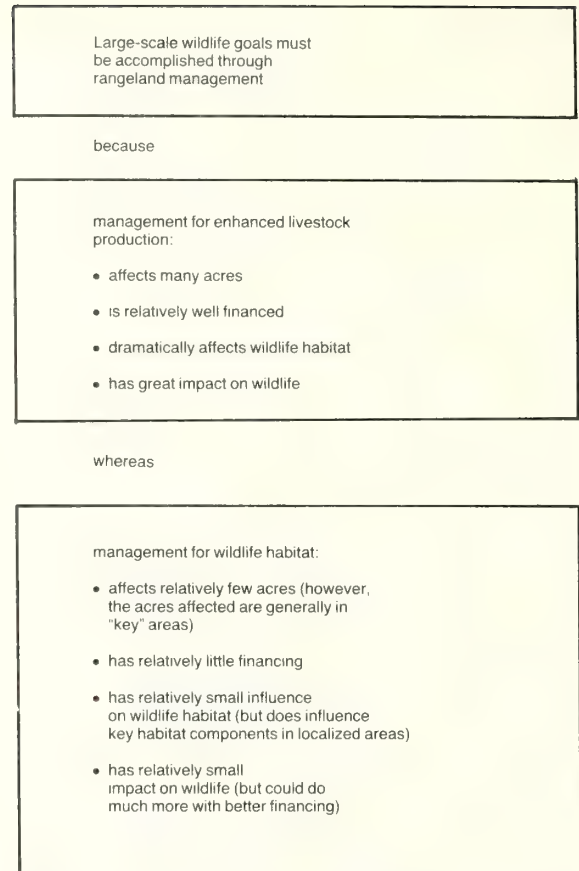 Large-scale wildlife goals must
be accomplished through
rangeland management
because
management for enhanced livestock
production:
• affects many acres
• is relatively well financed
• dramatically affects wildlife habitat
• has great impact on wildlife
whereas
management for wildlife habitat:
• affects relatively few acres (however,
the acres affected are generally in
"key" areas)
• has relatively little financing
• has relatively small influence
on wildlife habitat (but does influence
key habitat components in localized areas)
• has relatively small
impact on wildlife (but could do
much more with better financing)